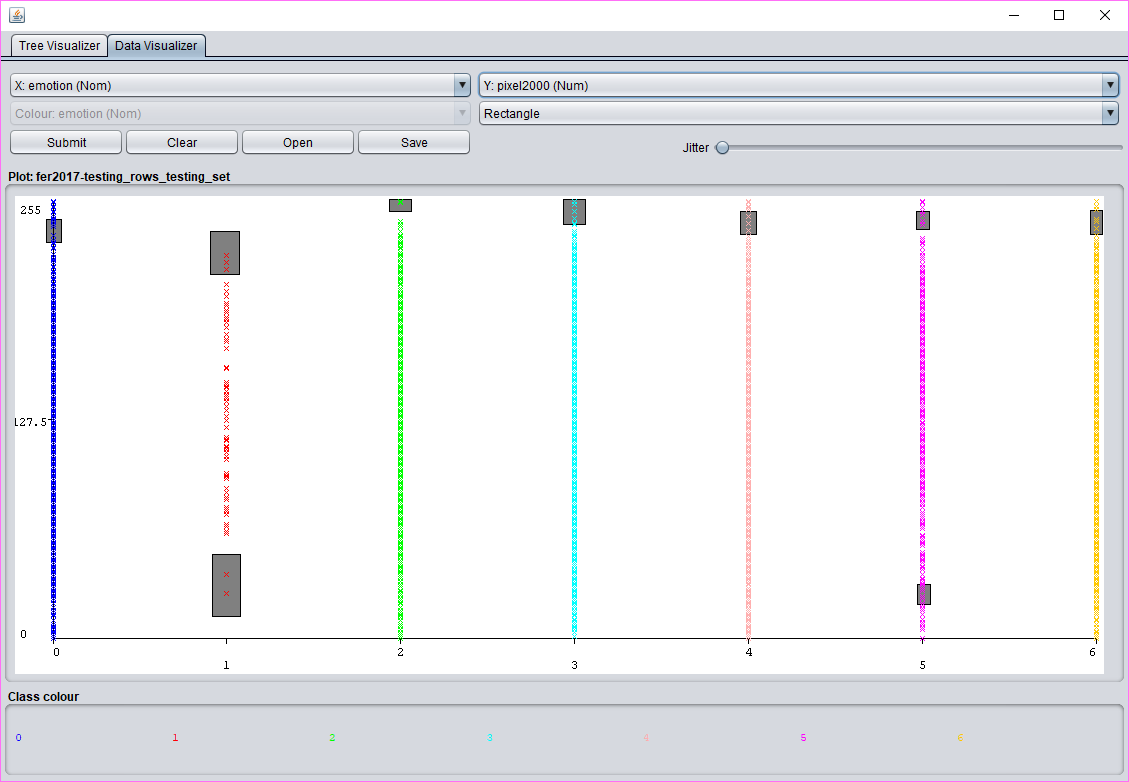 Tree Visualizer Data Visualizer
X: emotion (Nom) Y: pixel2000 (Num)
Colour: emotion (Nom) Rectangle
Submit Clear Open Save Jitter
Plot: fer2017-testing_rows_testing_set
255
127.5
0
0 2 4 6
1 3 5
Class colour
0 1 2 3 4 5 6